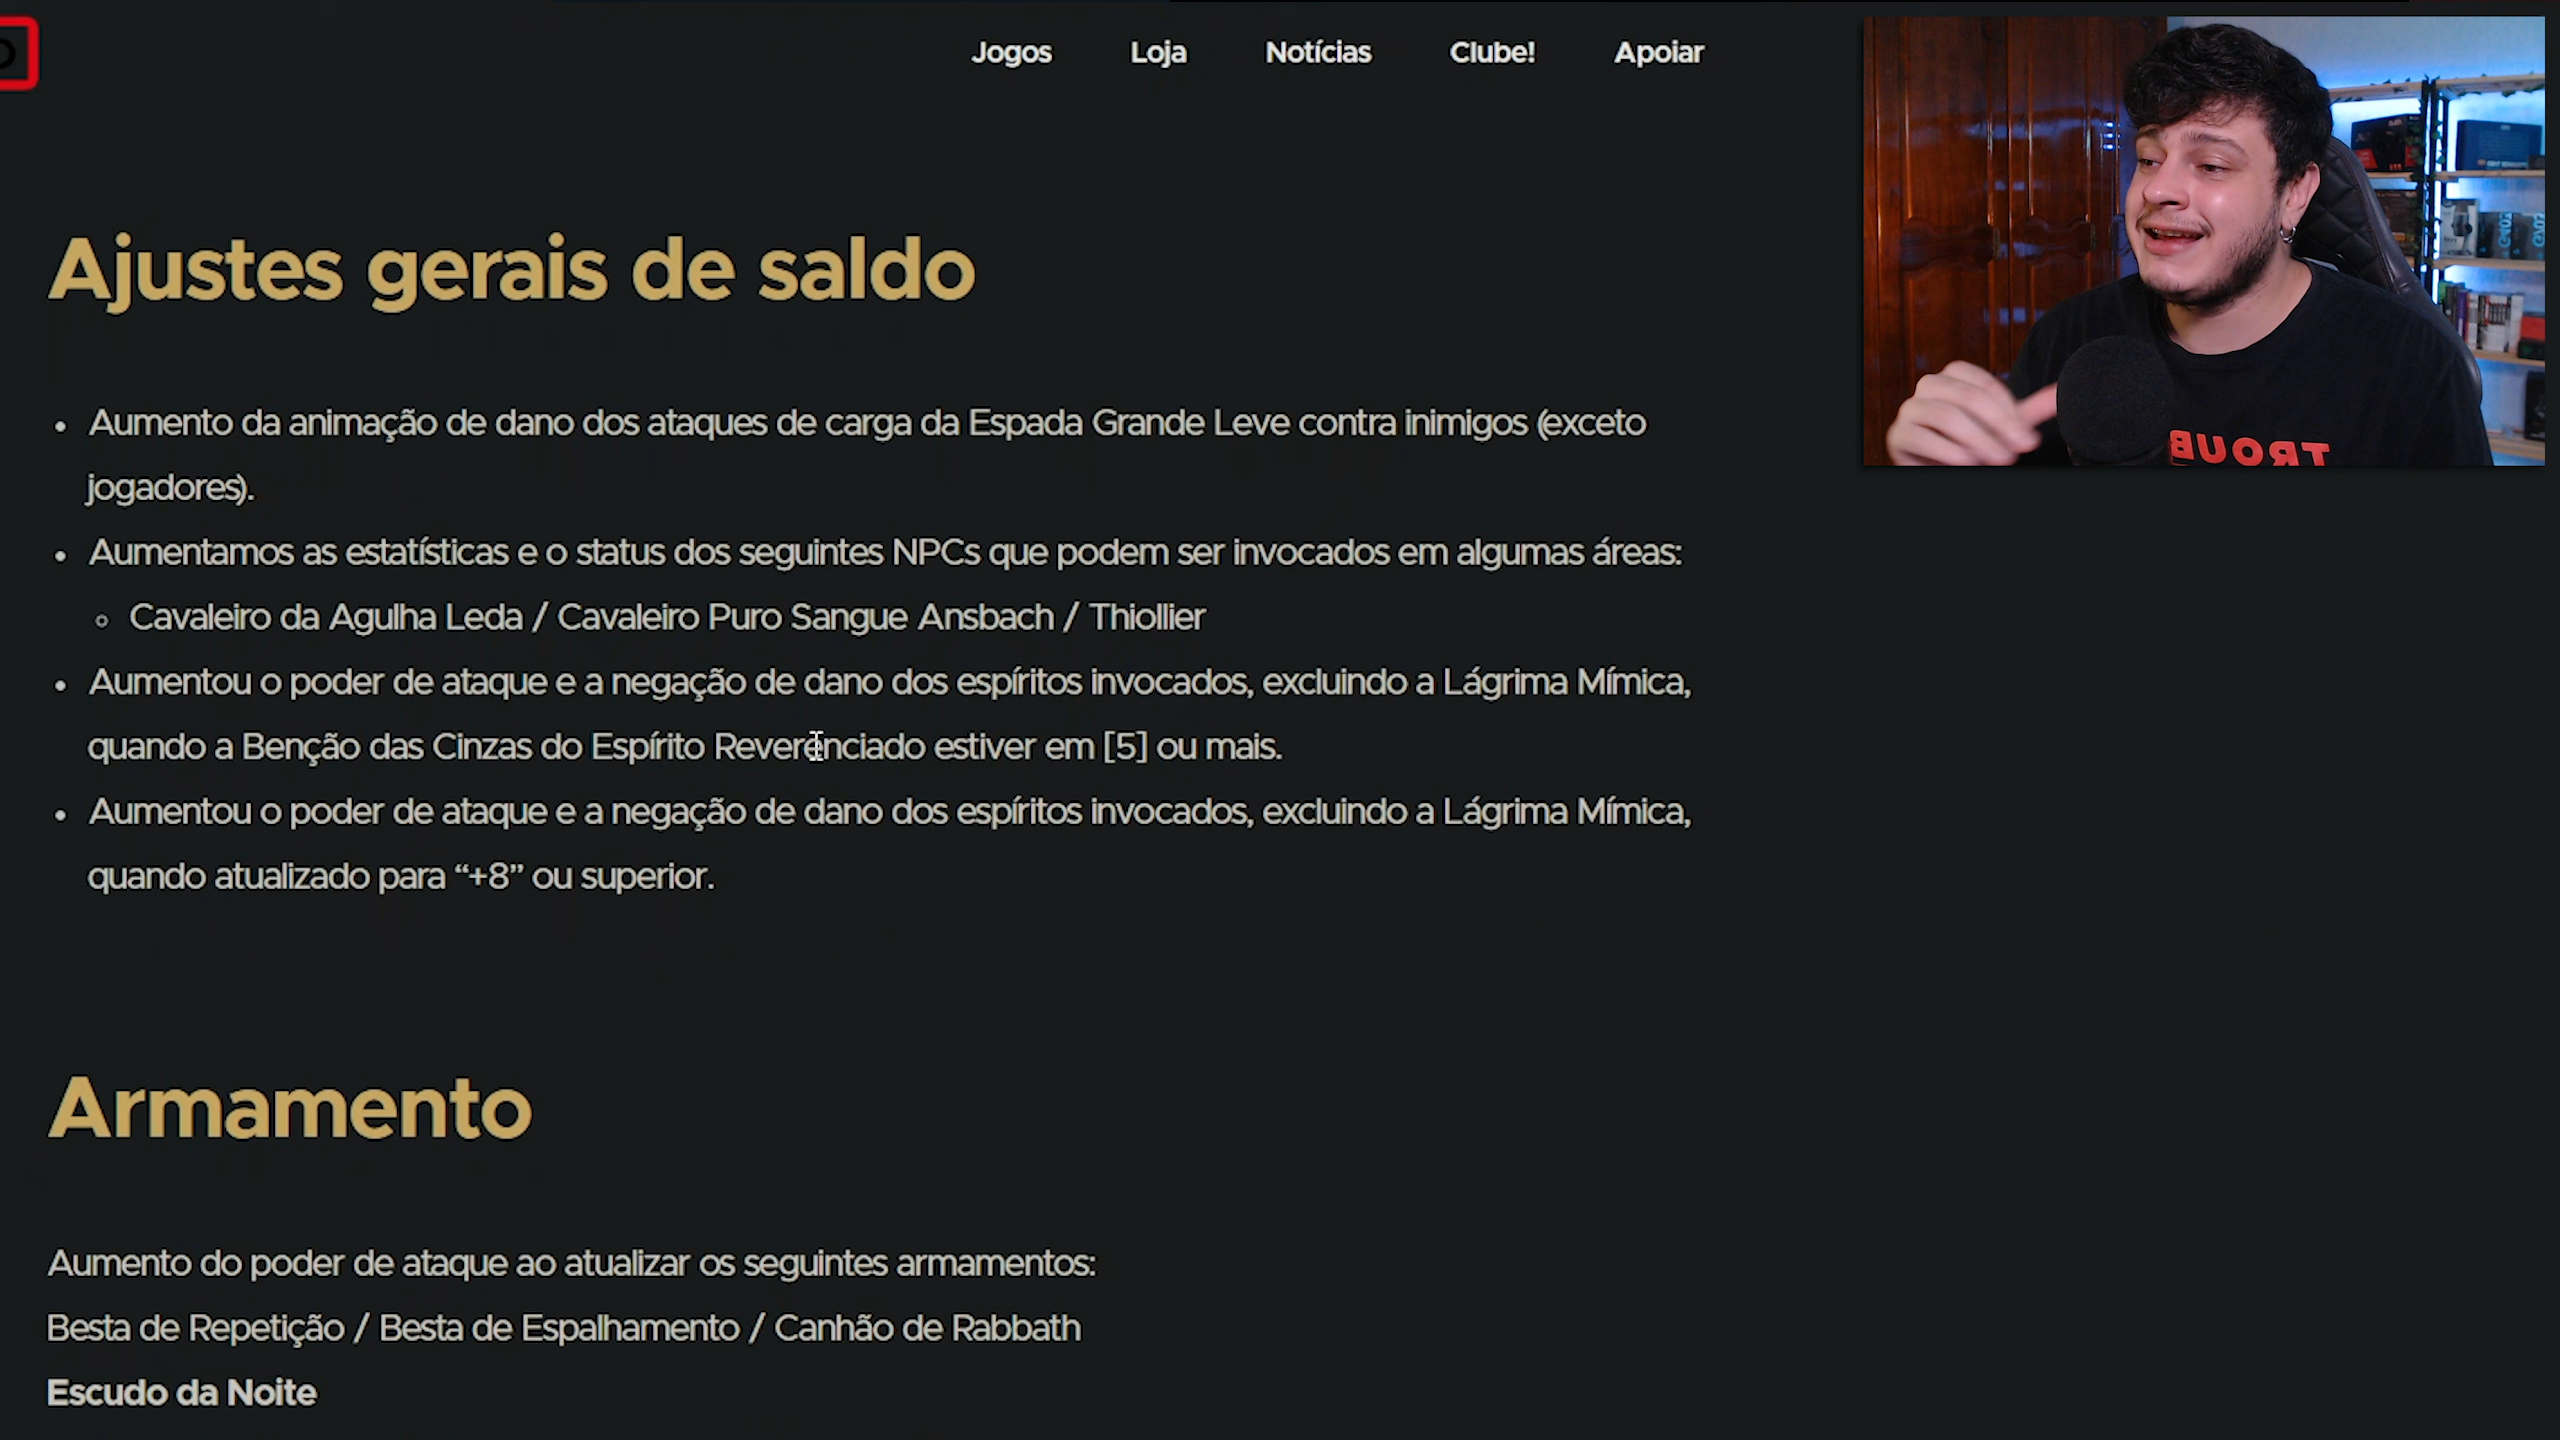 Jogos Loja Notícias Clube! Apoiar
Ajustes gerais de saldo
• Aumento da animação de dano dos ataques de carga da Espada Grande Leve contra inimigos (exceto
jogadores).
• Aumentamos as estatísticas e o status dos seguintes NPCs que podem ser invocados em algumas áreas:
◦ Cavaleiro da Agulha Leda / Cavaleiro Puro Sangue Ansbach / Thiollier
• Aumentou o poder de ataque e a negação de dano dos espíritos invocados, excluindo a Lágrima Mímica,
quando a Benção das Cinzas do Espírito Reverenciado estiver em [5] ou mais.
• Aumentou o poder de ataque e a negação de dano dos espíritos invocados, excluindo a Lágrima Mímica,
quando atualizado para “+8” ou superior.
Armamento
Aumento do poder de ataque ao atualizar os seguintes armamentos:
Besta de Repetição / Besta de Espalhamento / Canhão de Rabbath
Escudo da Noite
TROUB